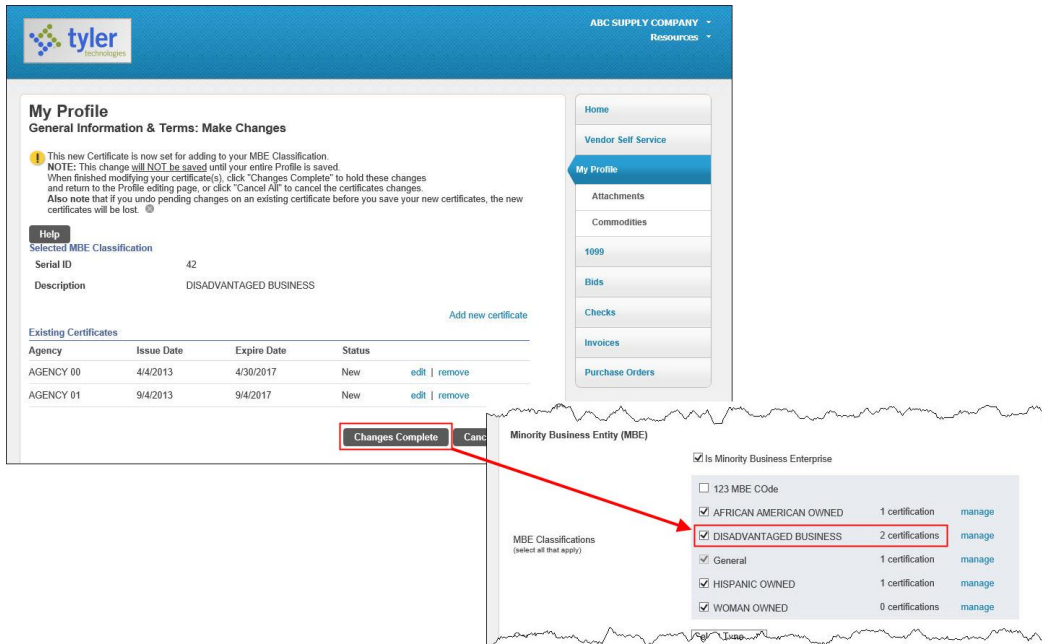 tyler
technologies
ABC SUPPLY COMPANY
Resources
My Profile
General Information & Terms: Make Changes
This new Certificate is now set for adding to your MBE Classification.
NOTE: This change will NOT be saved until your entire Profile is saved.
When finished modifying your certificate(s), click "Changes Complete" to hold these changes
and return to the Profile editing page, or click "Cancel All" to cancel the certificates changes.
Also note that if you undo pending changes on an existing certificate before you save your new certificates, the new
certificates will be lost.
Help
Selected MBE Classification
Serial ID 42
Description DISADVANTAGED BUSINESS
Add new certificate
Existing Certificates
Agency Issue Date Expire Date Status
AGENCY 00 4/4/2013 4/30/2017 New edit | remove
AGENCY 01 9/4/2013 9/4/2017 New edit | remove
Changes Complete Canc
Home
Vendor Self Service
My Profile
Attachments
Commodities
1099
Bids
Checks
Invoices
Purchase Orders
Minority Business Entity (MBE)
Is Minority Business Enterprise
MBE Classifications
(select all that apply)
123 MBE COde
AFRICAN AMERICAN OWNED 1 certification manage
DISADVANTAGED BUSINESS 2 certifications manage
General 1 certification manage
HISPANIC OWNED 1 certification manage
WOMAN OWNED 0 certifications manage